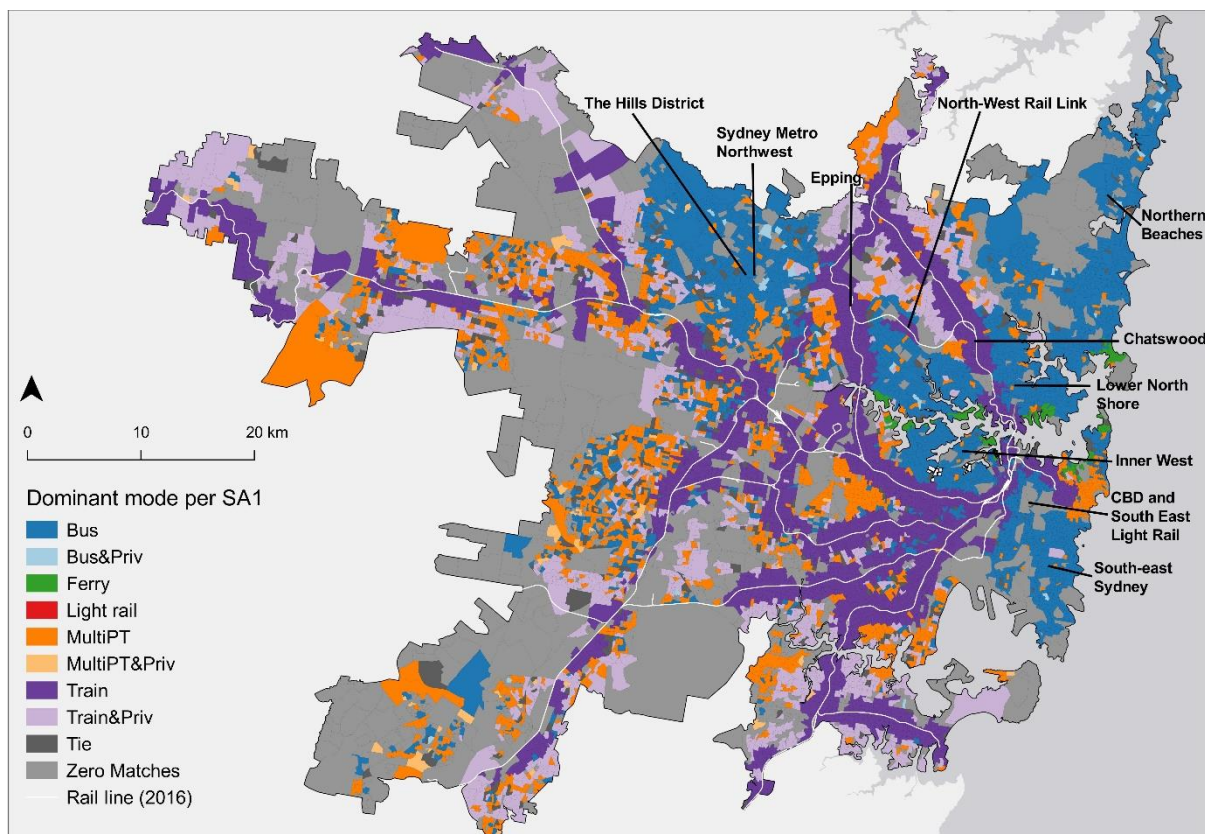 The Hills District
Sydney Metro
Northwest
North-West Rail Link
Epping
Northern
Beaches
Chatswood
Lower North
Shore
Inner West
CBD and
South East
Light Rail
South-east
Sydney
0 10 20 km
Dominant mode per SA1
Bus
Bus&Priv
Ferry
Light rail
MultiPT
MultiPT&Priv
Train
Train&Priv
Tie
Zero Matches
Rail line (2016)